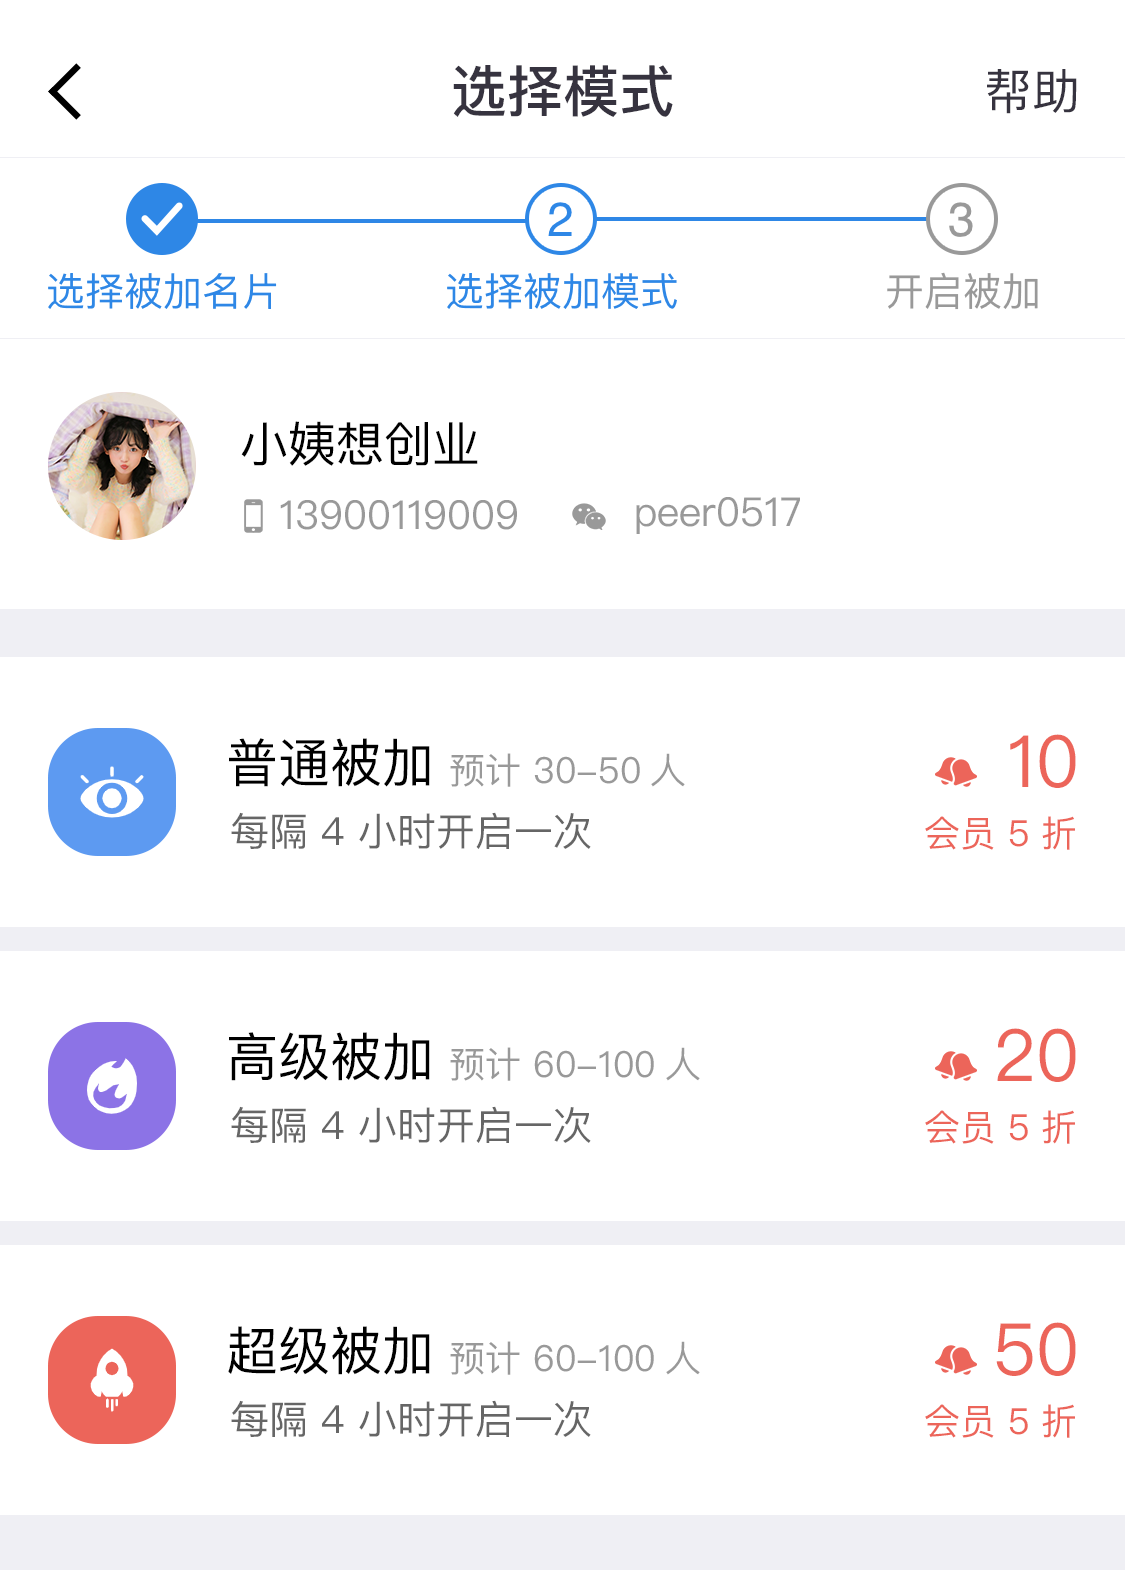 选择模式
帮助
2
3
选择被加名片
选择被加模式
开启被加
小姨想创业
13900119009
peer0517
普通被加 预计 30–50 人
10
每隔 4 小时开启一次
会员 5 折
高级被加 预计 60–100 人
20
每隔 4 小时开启一次
会员 5 折
超级被加 预计 60–100 人
50
每隔 4 小时开启一次
会员 5 折